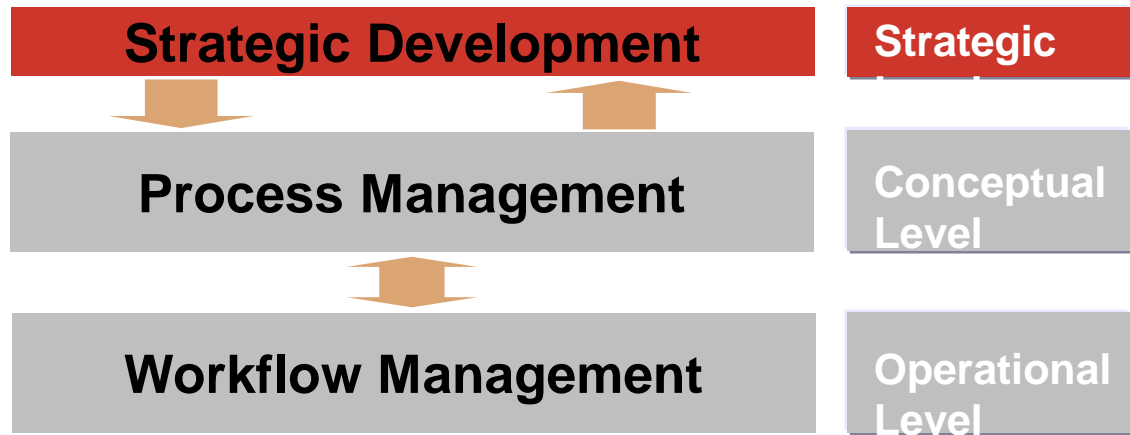 Strategic Development
Strategic
Process Management
Conceptual
Level
Workflow Management
Operational
Level